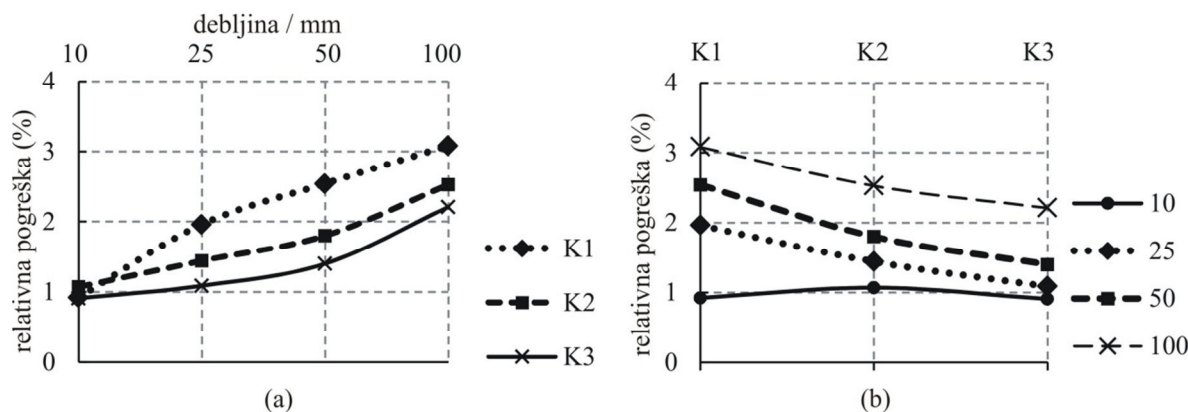 debljina / mm
10 25 50 100
relativna pogreška (%)
4
3
2
1
0
K1
K2
K3
(a)
K1 K2 K3
relativna pogreška (%)
4
3
2
1
0
10
25
50
100
(b)